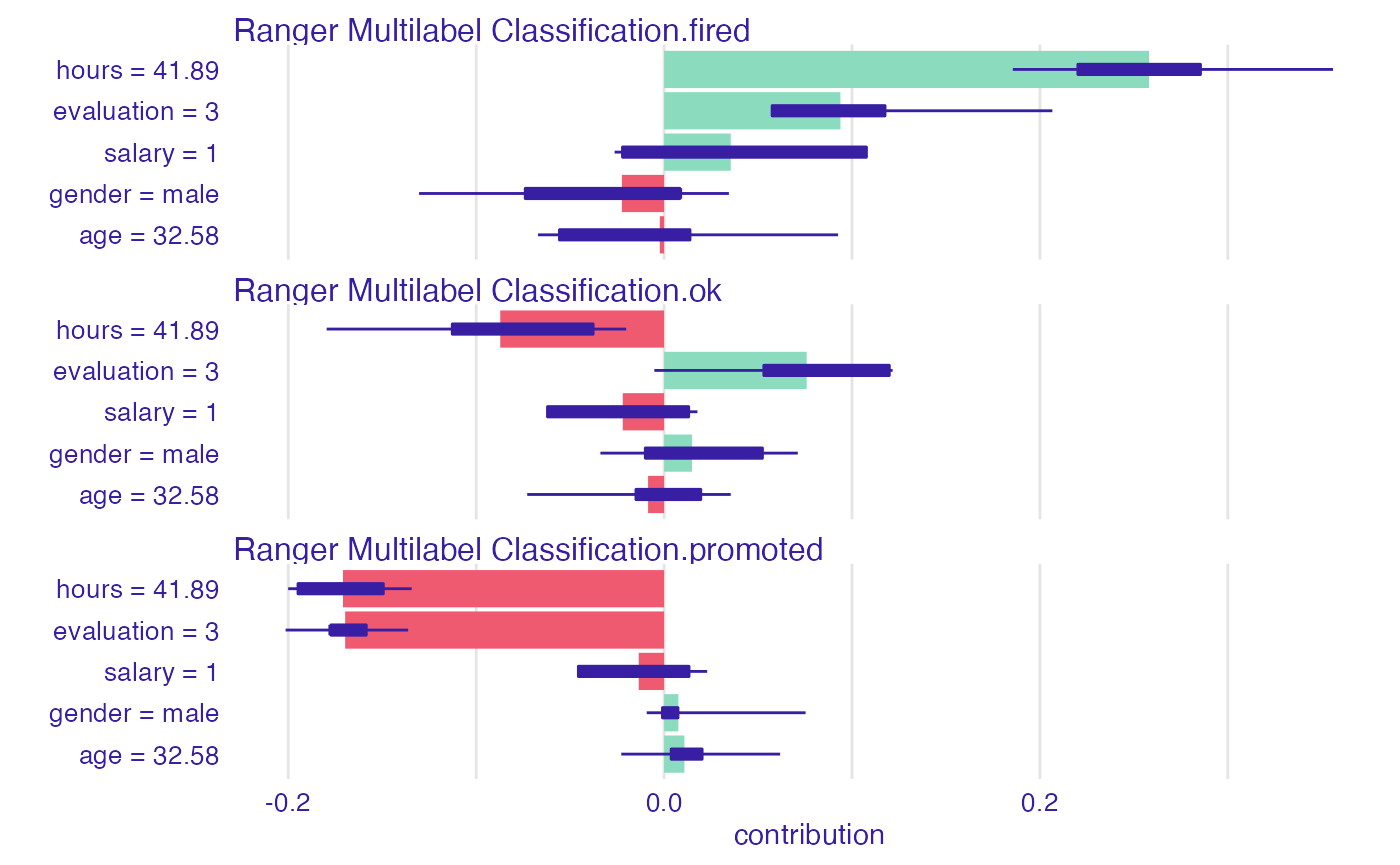 Ranger Multilabel Classification.fired
hours = 41.89
evaluation = 3
salary = 1
gender = male
age = 32.58
Ranger Multilabel Classification.ok
hours = 41.89
evaluation = 3
salary = 1
gender = male
age = 32.58
Ranger Multilabel Classification.promoted
hours = 41.89
evaluation = 3
salary = 1
gender = male
age = 32.58
-0.2 0.0 0.2
contribution